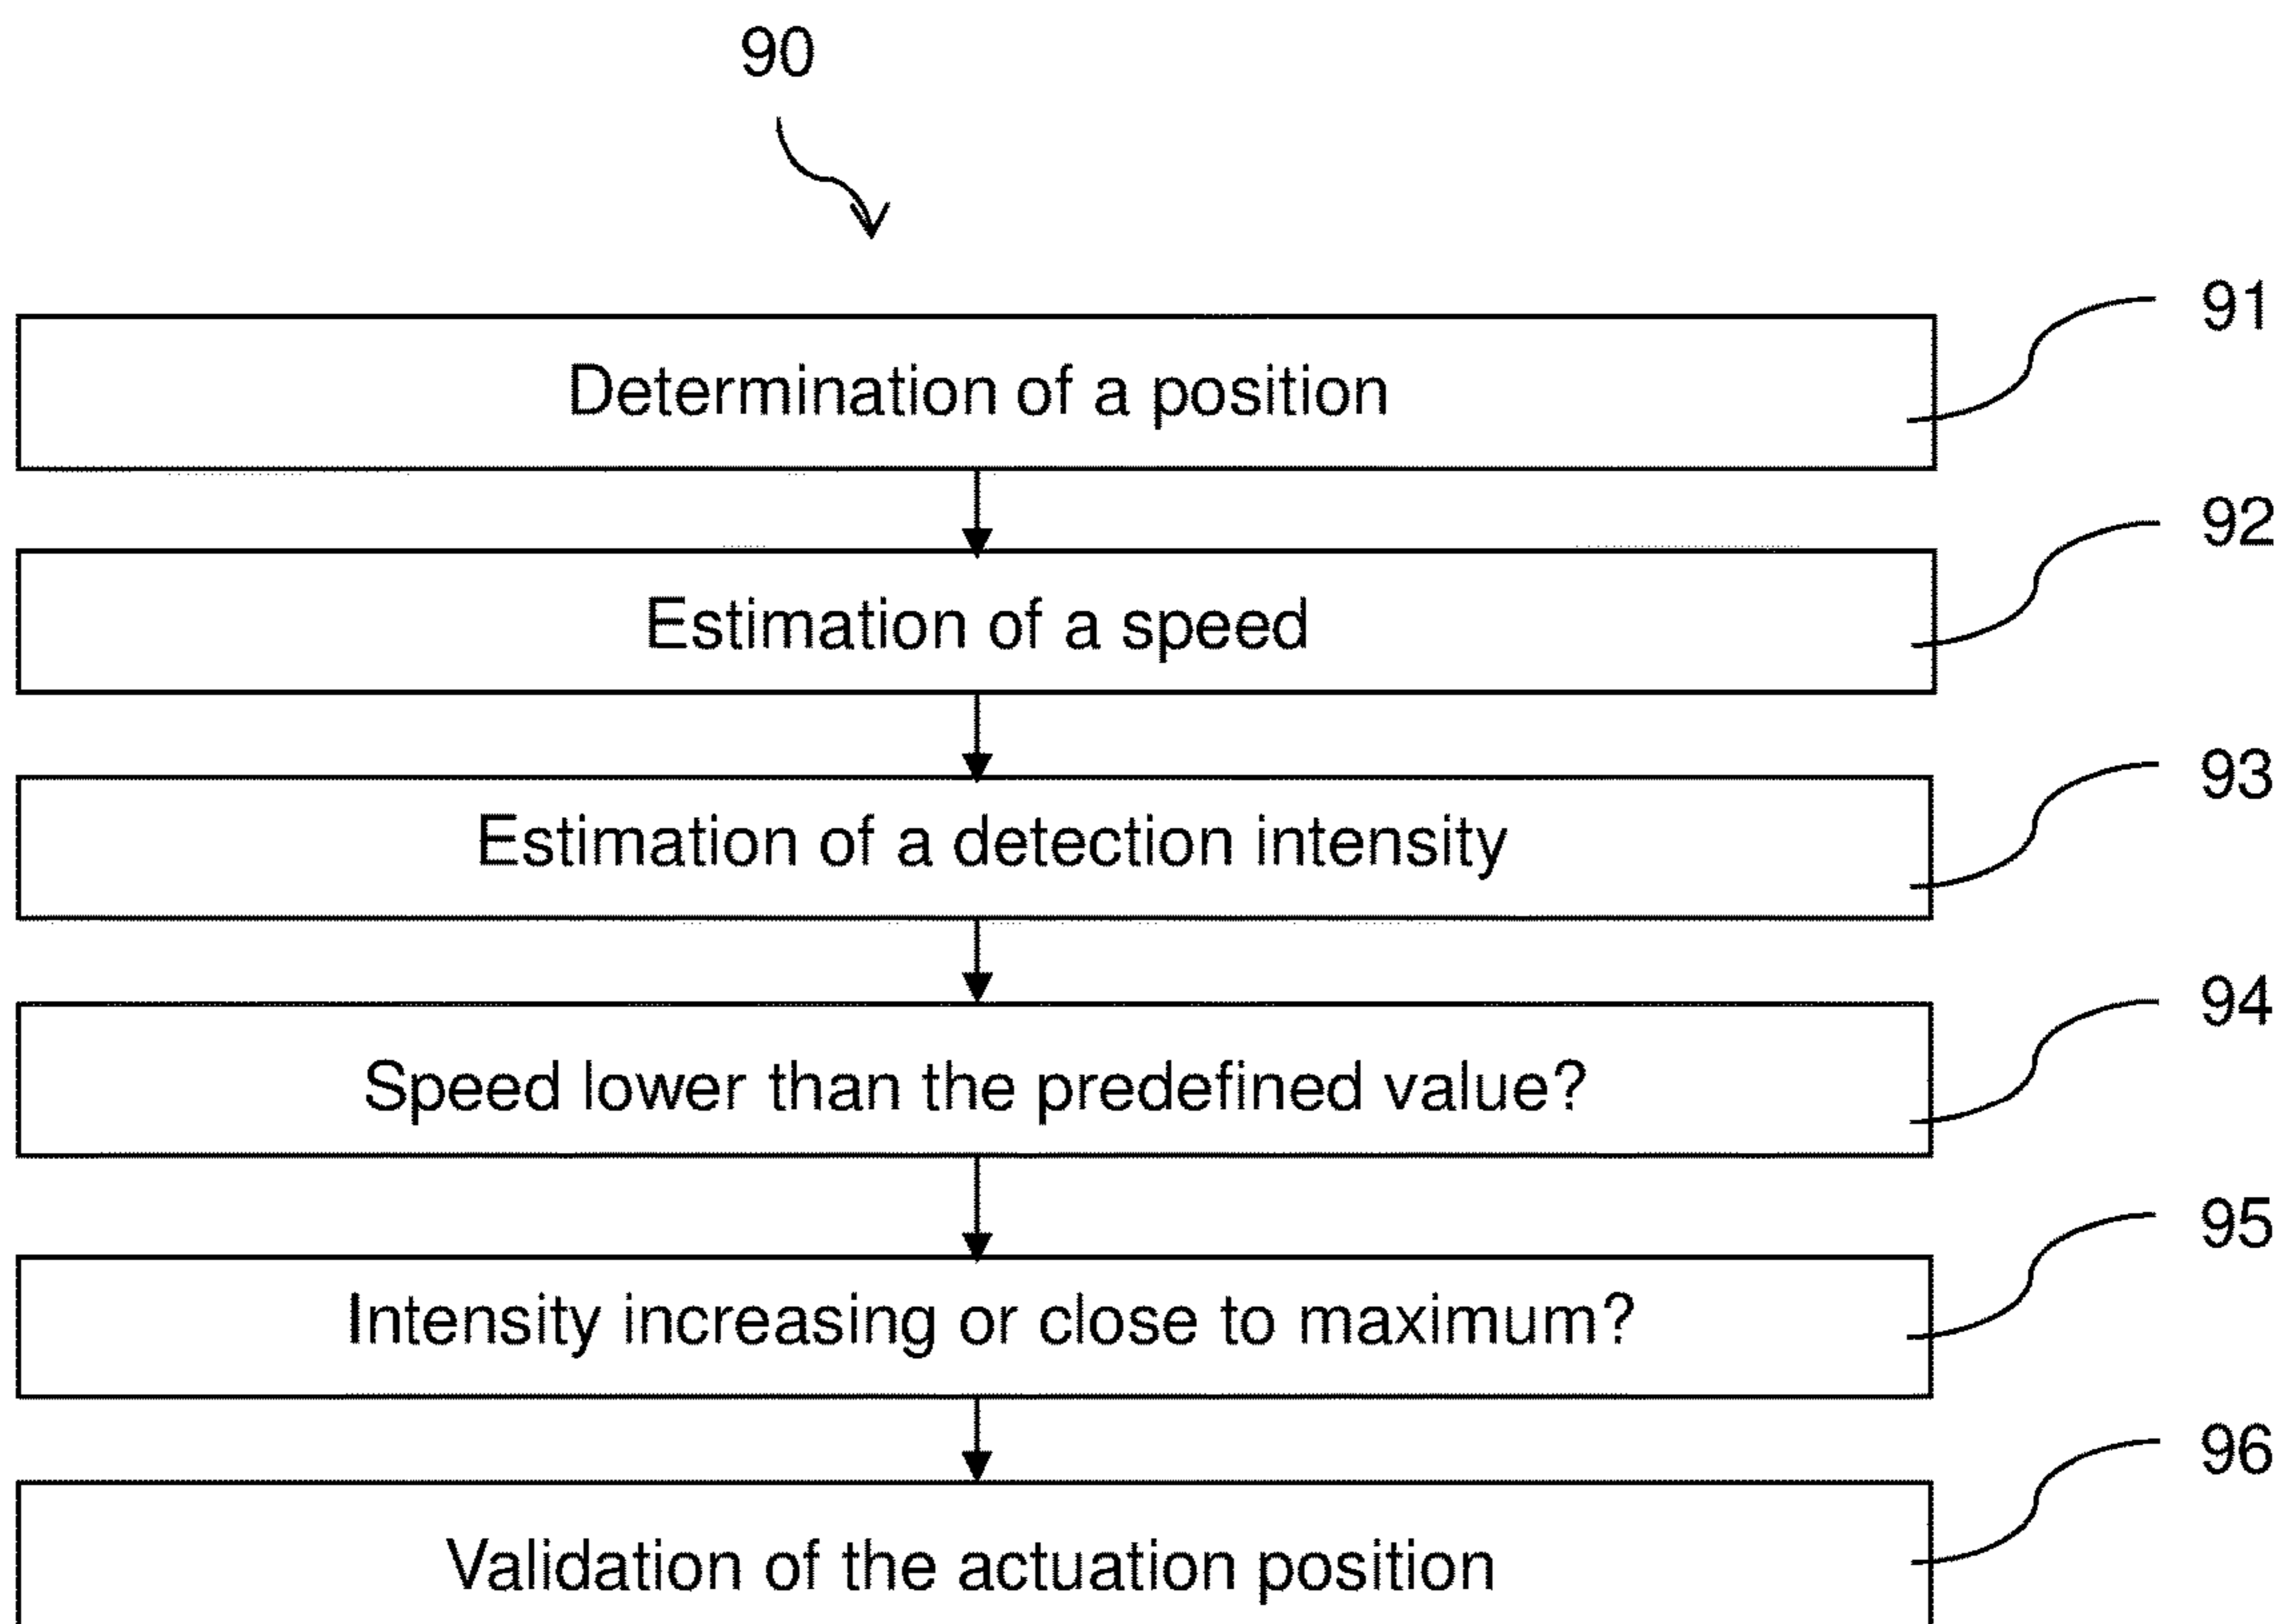 90
91
Determination of a position
92
Estimation of a speed
93
Estimation of a detection intensity
94
Speed lower than the predefined value?
95
Intensity increasing or close to maximum?
96
Validation of the actuation position